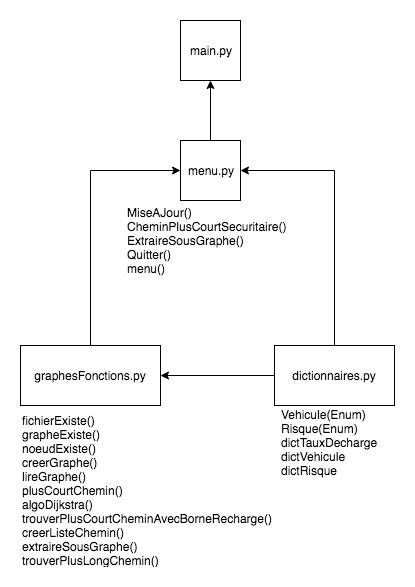 main.py
menu.py
MiseAJour()
CheminPlusCourtSecuritaire()
ExtraireSousGraphe()
Quitter()
menu()
graphesFonctions.py
dictionnaires.py
fichierExiste()
grapheExiste()
noeudExiste()
creerGraphe()
lireGraphe()
plusCourtChemin()
algoDijkstra()
trouverPlusCourtCheminAvecBorneRecharge()
creerListeChemin()
extraireSousGraphe()
trouverPlusLongChemin()
Vehicule(Enum)
Risque(Enum)
dictTauxDecharge
dictVehicule
dictRisque